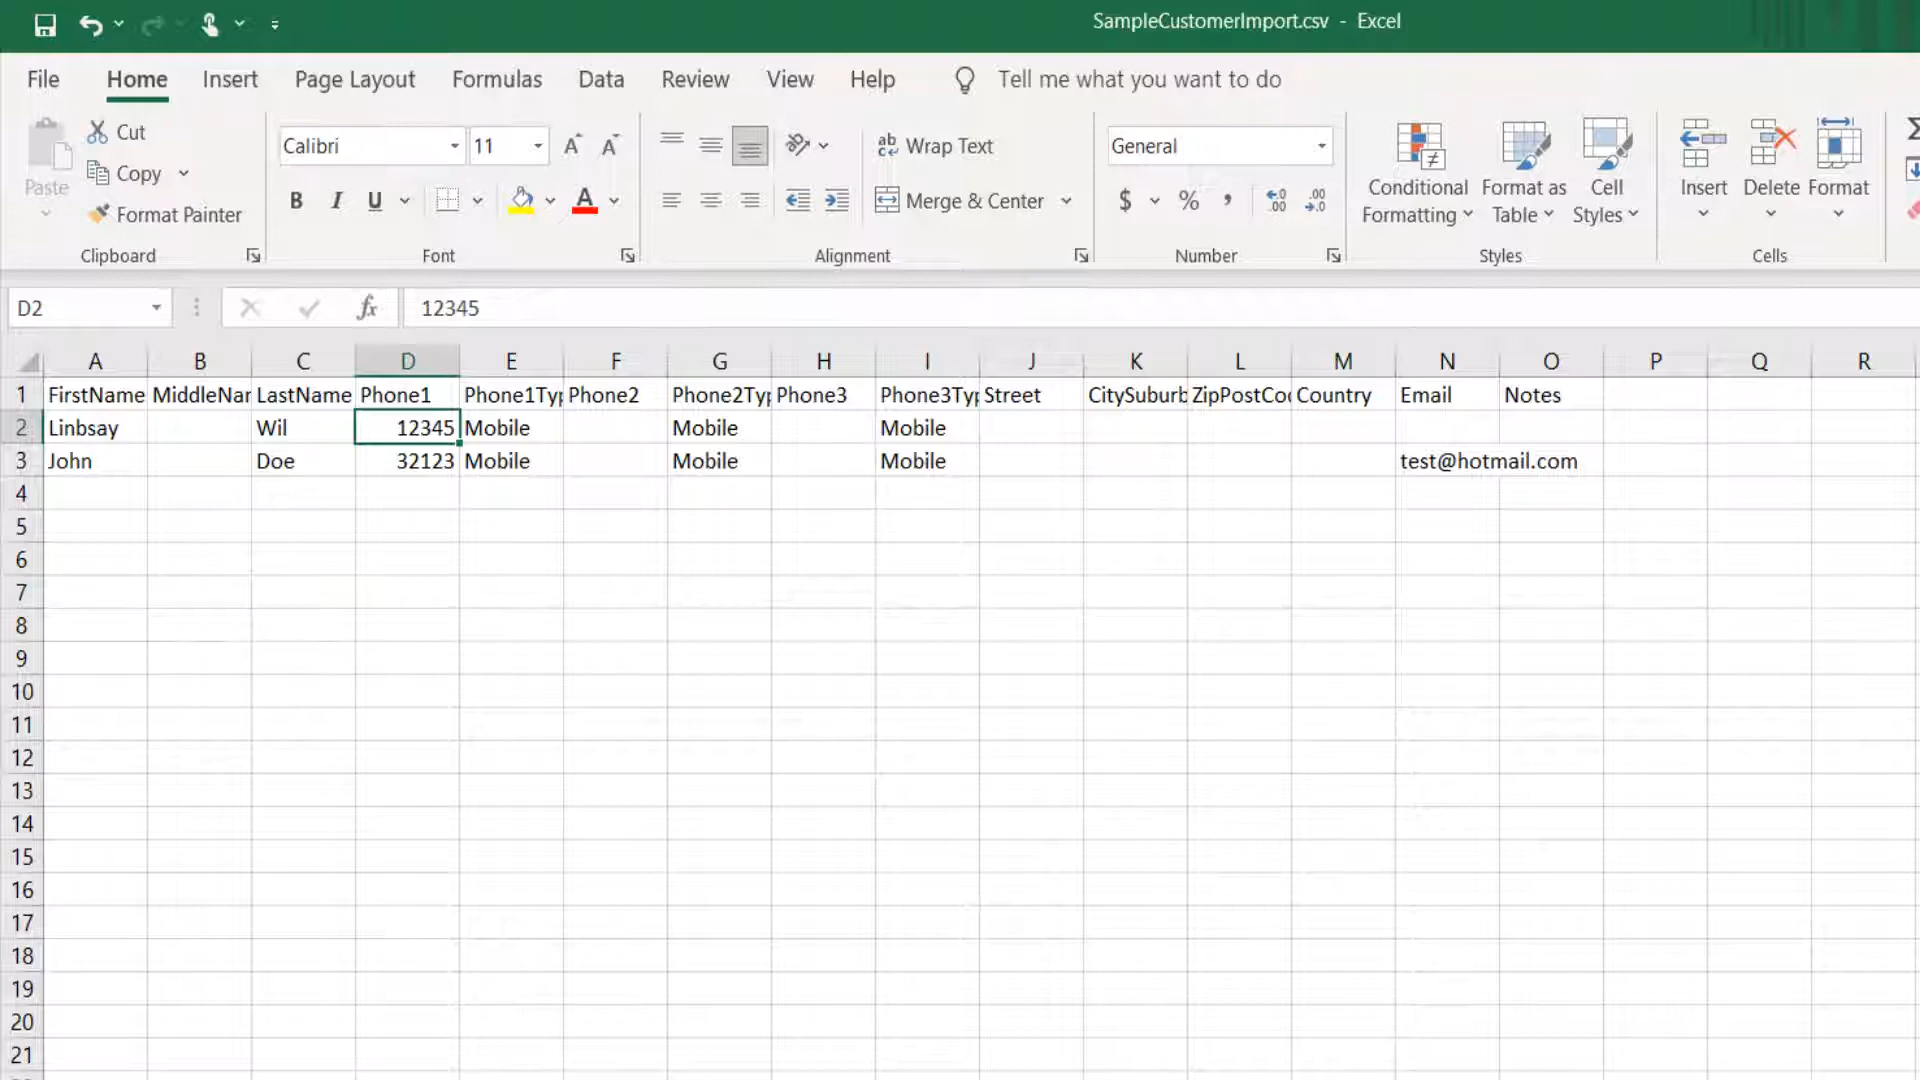 SampleCustomerImport.csv - Excel
File Home Insert Page Layout Formulas Data Review View Help Tell me what you want to do
Paste
Cut
Copy
Format Painter
Clipboard
Calibri 11
B I U
Font
Wrap Text
Merge & Center
Alignment
General
$ % ,
Number
Conditional Formatting
Format as Table
Cell Styles
Styles
Insert Delete Format
Cells
D2 fx 12345
A B C D E F G H I J K L M N O P Q R
1 FirstName MiddleNar LastName Phone1 Phone1Typ Phone2 Phone2Typ Phone3 Phone3Typ Street CitySuburb ZipPostCo Country Email Notes
2 Linbsay Wil 12345 Mobile Mobile Mobile
3 John Doe 32123 Mobile Mobile Mobile test@hotmail.com
4
5
6
7
8
9
10
11
12
13
14
15
16
17
18
19
20
21